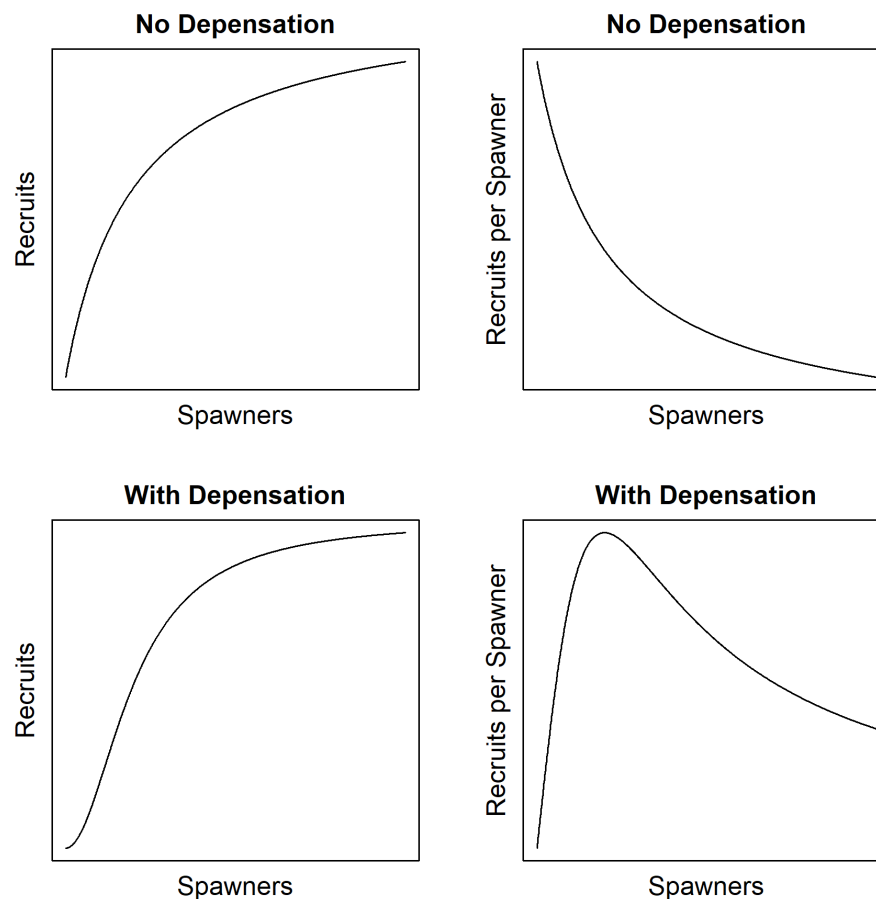 No Depensation
Recruits
Spawners
No Depensation
Recruits per Spawner
Spawners
With Depensation
Recruits
Spawners
With Depensation
Recruits per Spawner
Spawners